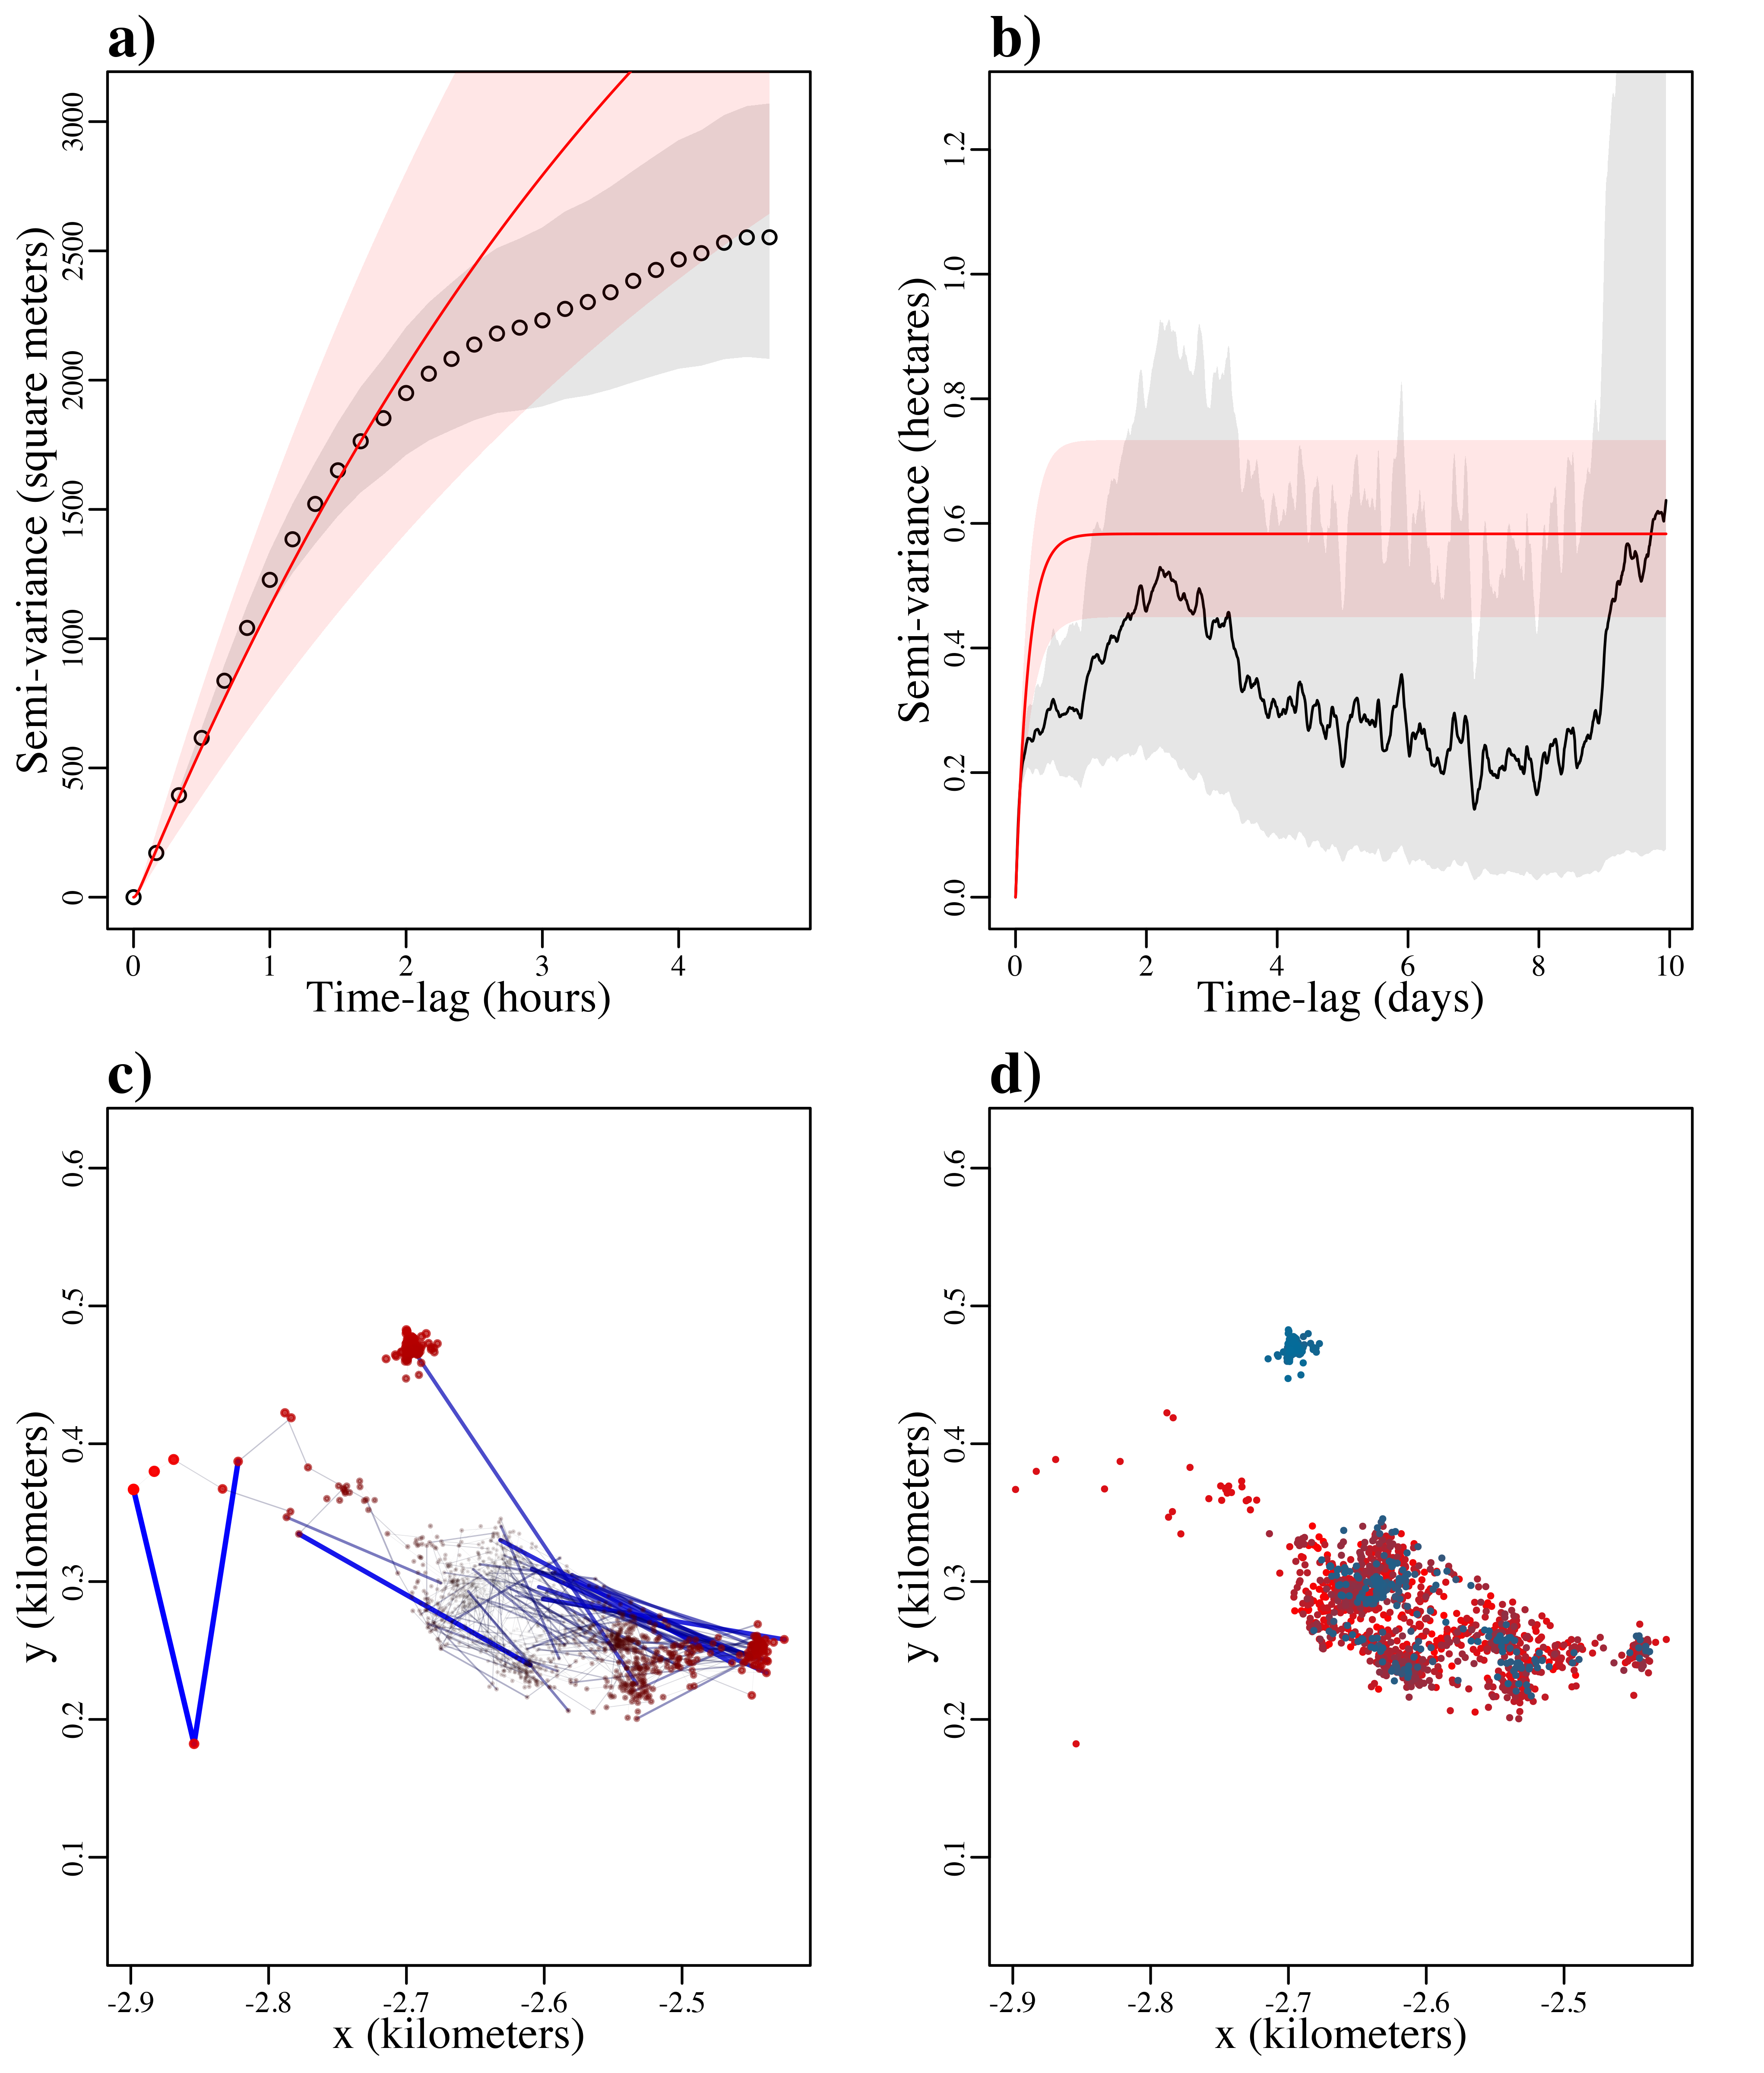 a)
Semi-variance (square meters)
3000
2500
2000
1500
1000
500
0
0 1 2 3 4
Time-lag (hours)
b)
Semi-variance (hectares)
1.2
1.0
0.8
0.6
0.4
0.2
0.0
0 2 4 6 8 10
Time-lag (days)
c)
y (kilometers)
0.6
0.5
0.4
0.3
0.2
0.1
-2.9 -2.8 -2.7 -2.6 -2.5
x (kilometers)
d)
y (kilometers)
0.6
0.5
0.4
0.3
0.2
0.1
-2.9 -2.8 -2.7 -2.6 -2.5
x (kilometers)